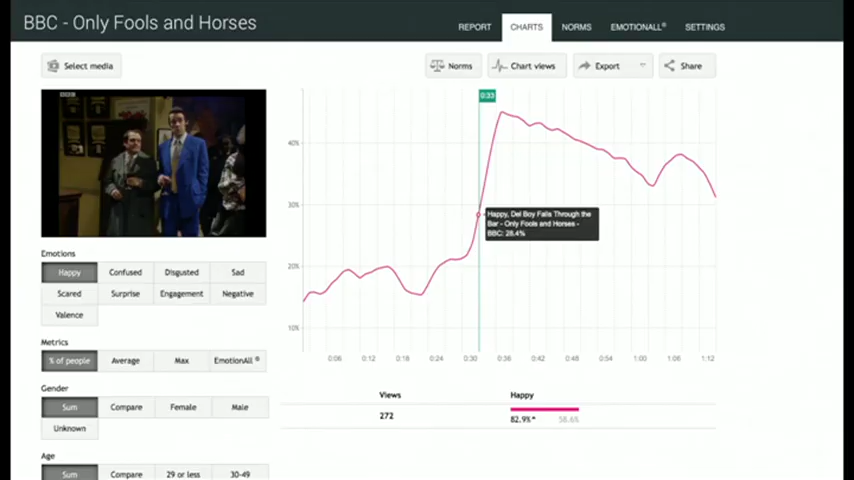 BBC - Only Fools and Horses
REPORT CHARTS NORMS EMOTIONALL® SETTINGS
Select media
Norms Chart views Export Share
BBC
0:33
40%
30%
20%
10%
Happy, Del Boy Falls Through the
Bar - Only Fools and Horses -
BBC: 28.4%
0:06 0:12 0:18 0:24 0:30 0:36 0:42 0:48 0:54 1:00 1:06 1:12
Emotions
Happy Confused Disgusted Sad
Scared Surprise Engagement Negative
Valence
Metrics
% of people Average Max EmotionAll ®
Gender
Sum Compare Female Male
Unknown
Age
Sum Compare 29 or less 30-49
Views Happy
272
82.9%* 58.6%